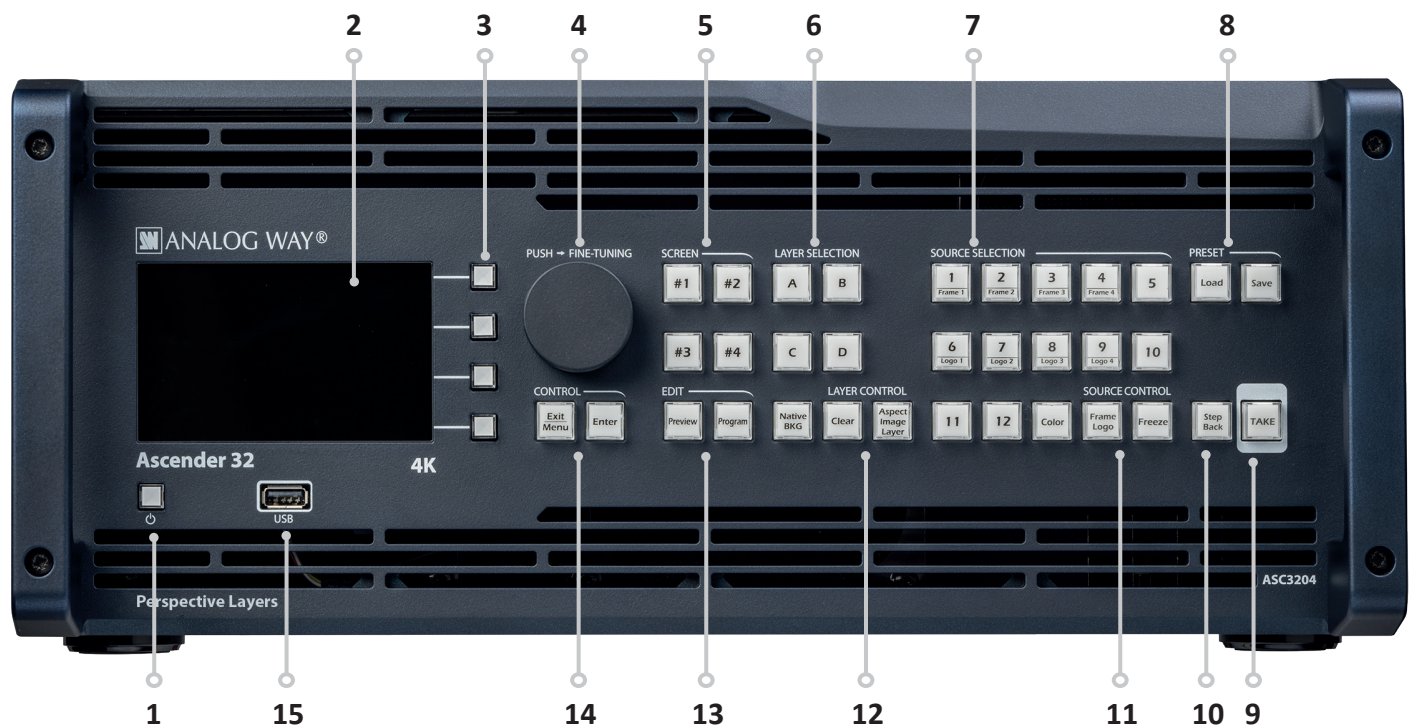 2 3 4 5 6 7 8
ANALOG WAY®
PUSH → FINE-TUNING SCREEN LAYER SELECTION SOURCE SELECTION PRESET
#1 #2 A B 1 2 3 4 5 Load Save
Frame 1 Frame 2 Frame 3 Frame 4
#3 #4 C D 6 7 8 9 10
Logo 1 Logo 2 Logo 3 Logo 4
CONTROL EDIT LAYER CONTROL SOURCE CONTROL
Exit Menu Enter Preview Program Native BKG Clear Aspect Image Layer 11 12 Color Frame Logo Freeze Step Back TAKE
Ascender 32 4K
USB
ASC3204
Perspective Layers
1 15 14 13 12 11 10 9